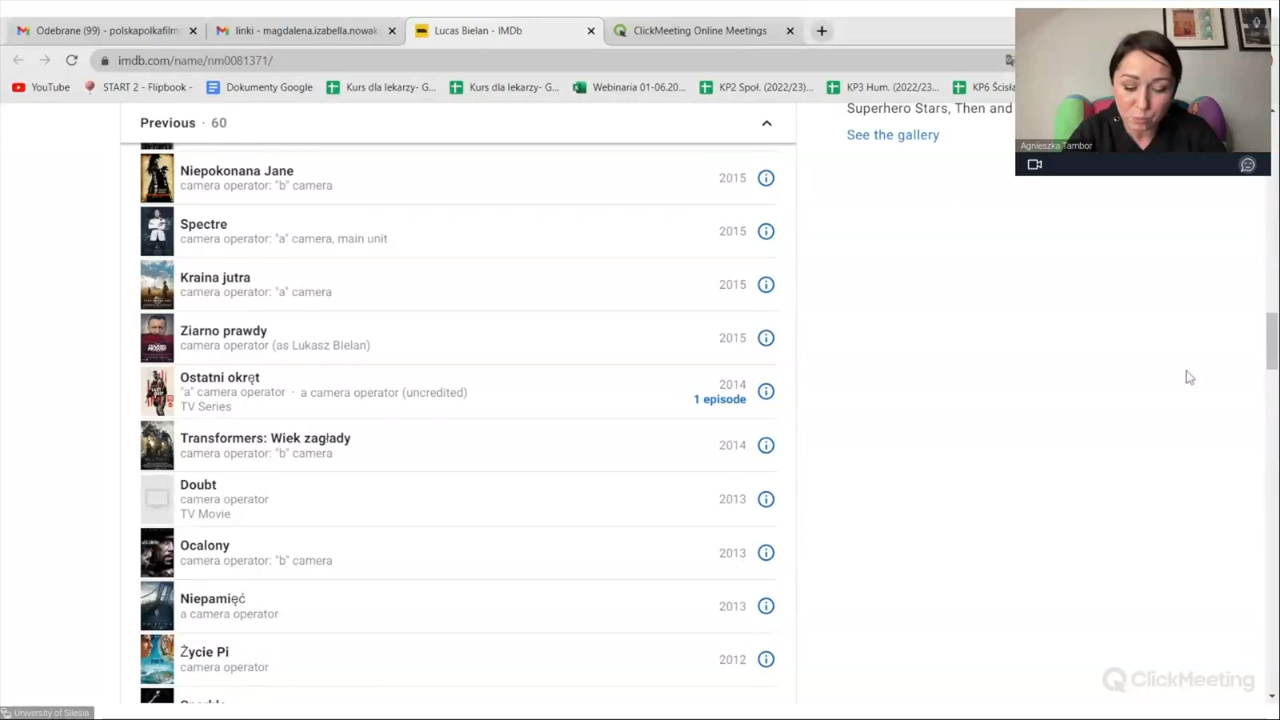 Odebrane (99) - polskapolkafilm
linki - magdalena.izabella.nowak
Lucas Bielan - IMDb
ClickMeeting Online Meetings
imdb.com/name/nm0081371/
YouTube
START 2 - Flipbook -
Dokumenty Google
Kurs dla lekarzy- G...
Kurs dla lekarzy- G...
Webinaria 01-06.20...
KP2 Społ. (2022/23)...
KP3 Hum. (2022/23...
KP6 Ścisła
Agnieszka Tambor
Previous · 60
Superhero Stars, Then and
See the gallery
Niepokonana Jane
camera operator: "b" camera
2015
Spectre
camera operator: "a" camera, main unit
2015
Kraina jutra
camera operator: "a" camera
2015
Ziarno prawdy
camera operator (as Lukasz BIelan)
2015
Ostatni okręt
"a" camera operator · a camera operator (uncredited)
TV Series
2014
1 episode
Transformers: Wiek zagłady
camera operator: "b" camera
2014
Doubt
camera operator
TV Movie
2013
Ocalony
camera operator: "b" camera
2013
Niepamięć
a camera operator
2013
Życie Pi
camera operator
2012
ClickMeeting
University of Silesia